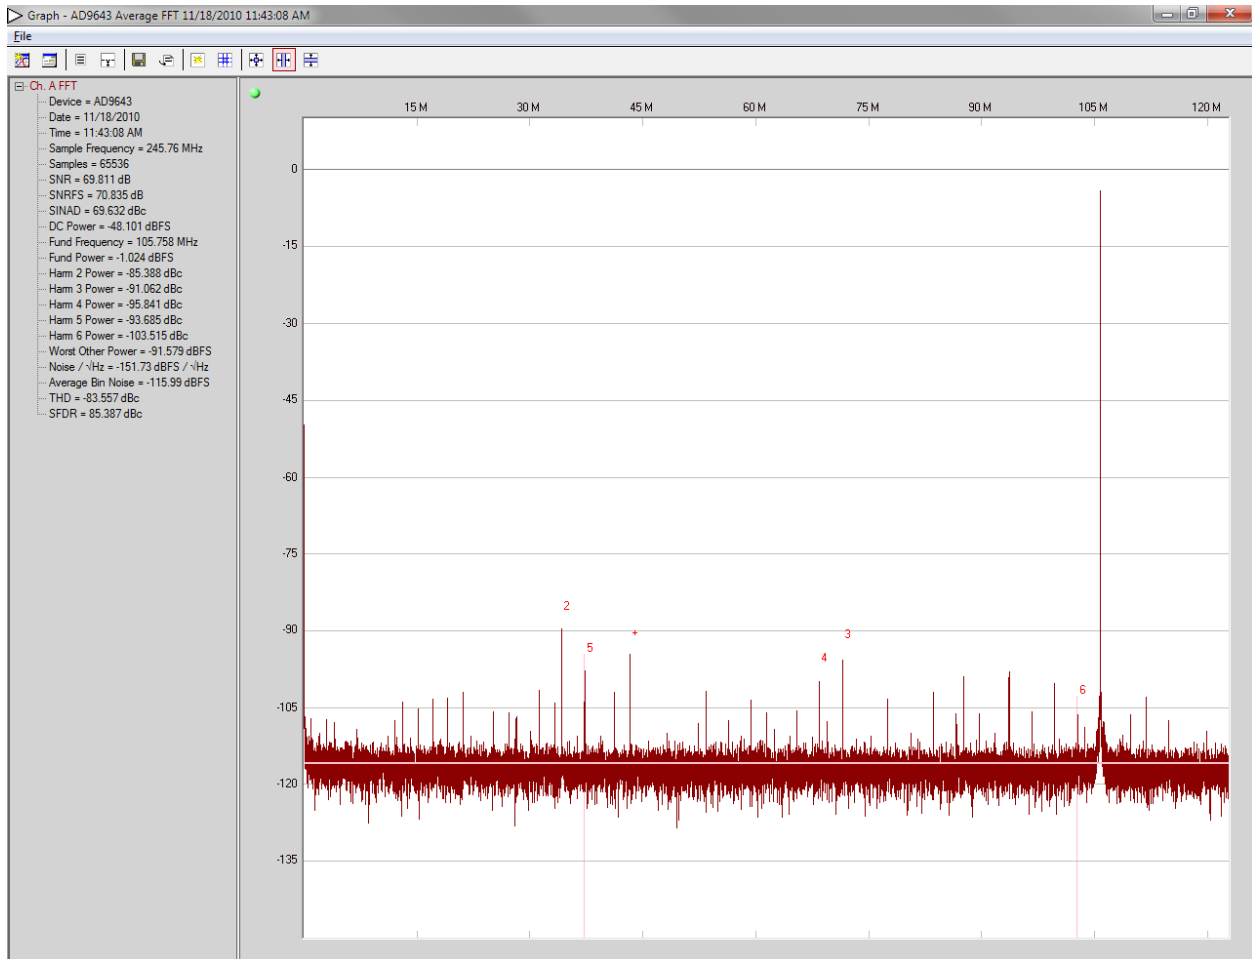 Graph - AD9643 Average FFT 11/18/2010 11:43:08 AM
File
Ch. A FFT
Device = AD9643
Date = 11/18/2010
Time = 11:43:08 AM
Sample Frequency = 245.76 MHz
Samples = 65536
SNR = 69.811 dB
SNRFS = 70.835 dB
SINAD = 69.632 dBc
DC Power = -48.101 dBFS
Fund Frequency = 105.758 MHz
Fund Power = -1.024 dBFS
Harm 2 Power = -85.388 dBc
Harm 3 Power = -91.062 dBc
Harm 4 Power = -95.841 dBc
Harm 5 Power = -93.685 dBc
Harm 6 Power = -103.515 dBc
Worst Other Power = -91.579 dBFS
Noise / √Hz = -151.73 dBFS / √Hz
Average Bin Noise = -115.99 dBFS
THD = -83.557 dBc
SFDR = 85.387 dBc
15 M 30 M 45 M 60 M 75 M 90 M 105 M 120 M
0
-15
-30
-45
-60
-75
-90
-105
-120
-135
2
5
+
4
3
6